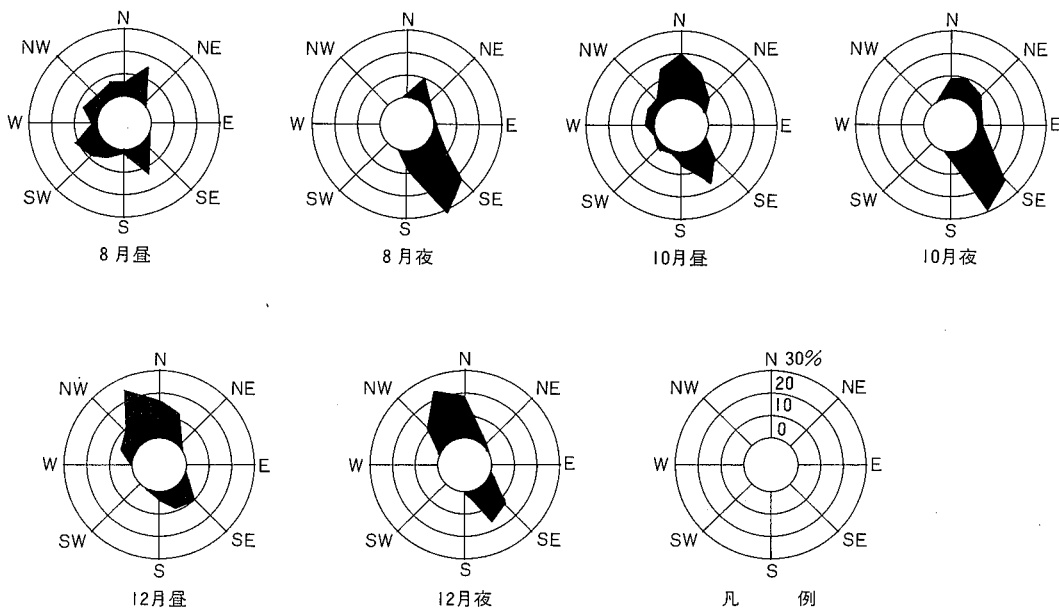 N
NW NE
W E
SW SE
S
8月昼
N
NW NE
W E
SW SE
S
8月夜
N
NW NE
W E
SW SE
S
10月昼
N
NW NE
W E
SW SE
S
10月夜
N
NW NE
W E
SW SE
S
12月昼
N
NW NE
W E
SW SE
S
12月夜
N 30%
20
10
0
NW NE
W E
SW SE
S
凡 例